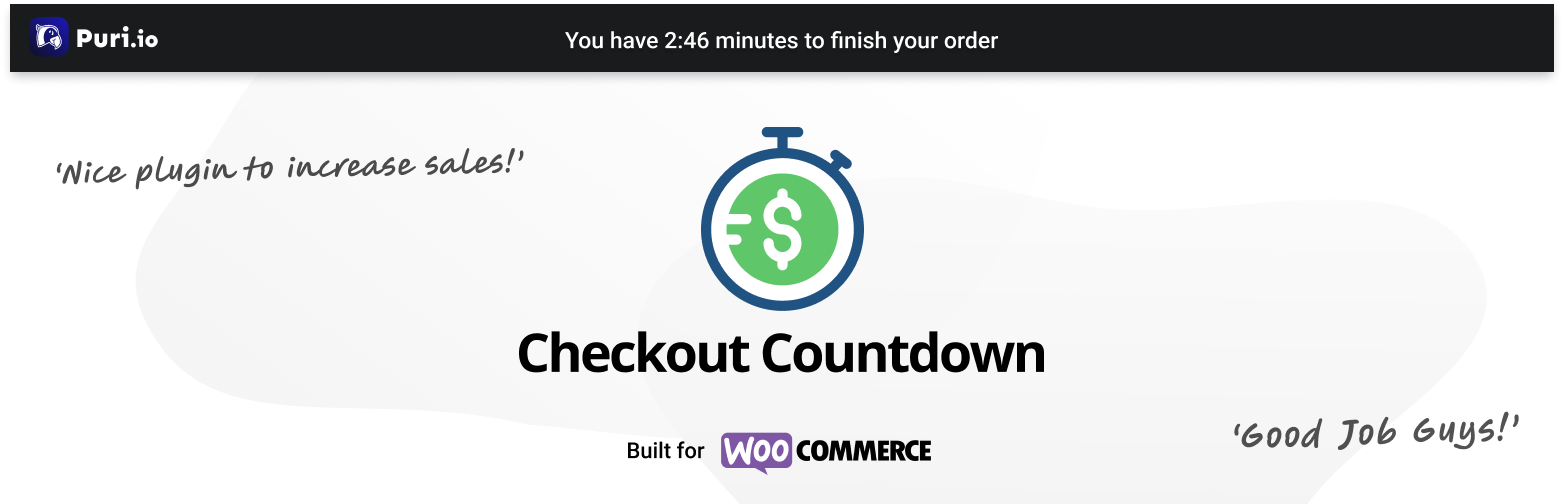 Puri.io
You have 2:46 minutes to finish your order
'Nice plugin to increase sales!'
$
Checkout Countdown
Built for WOO COMMERCE
'Good Job Guys!'